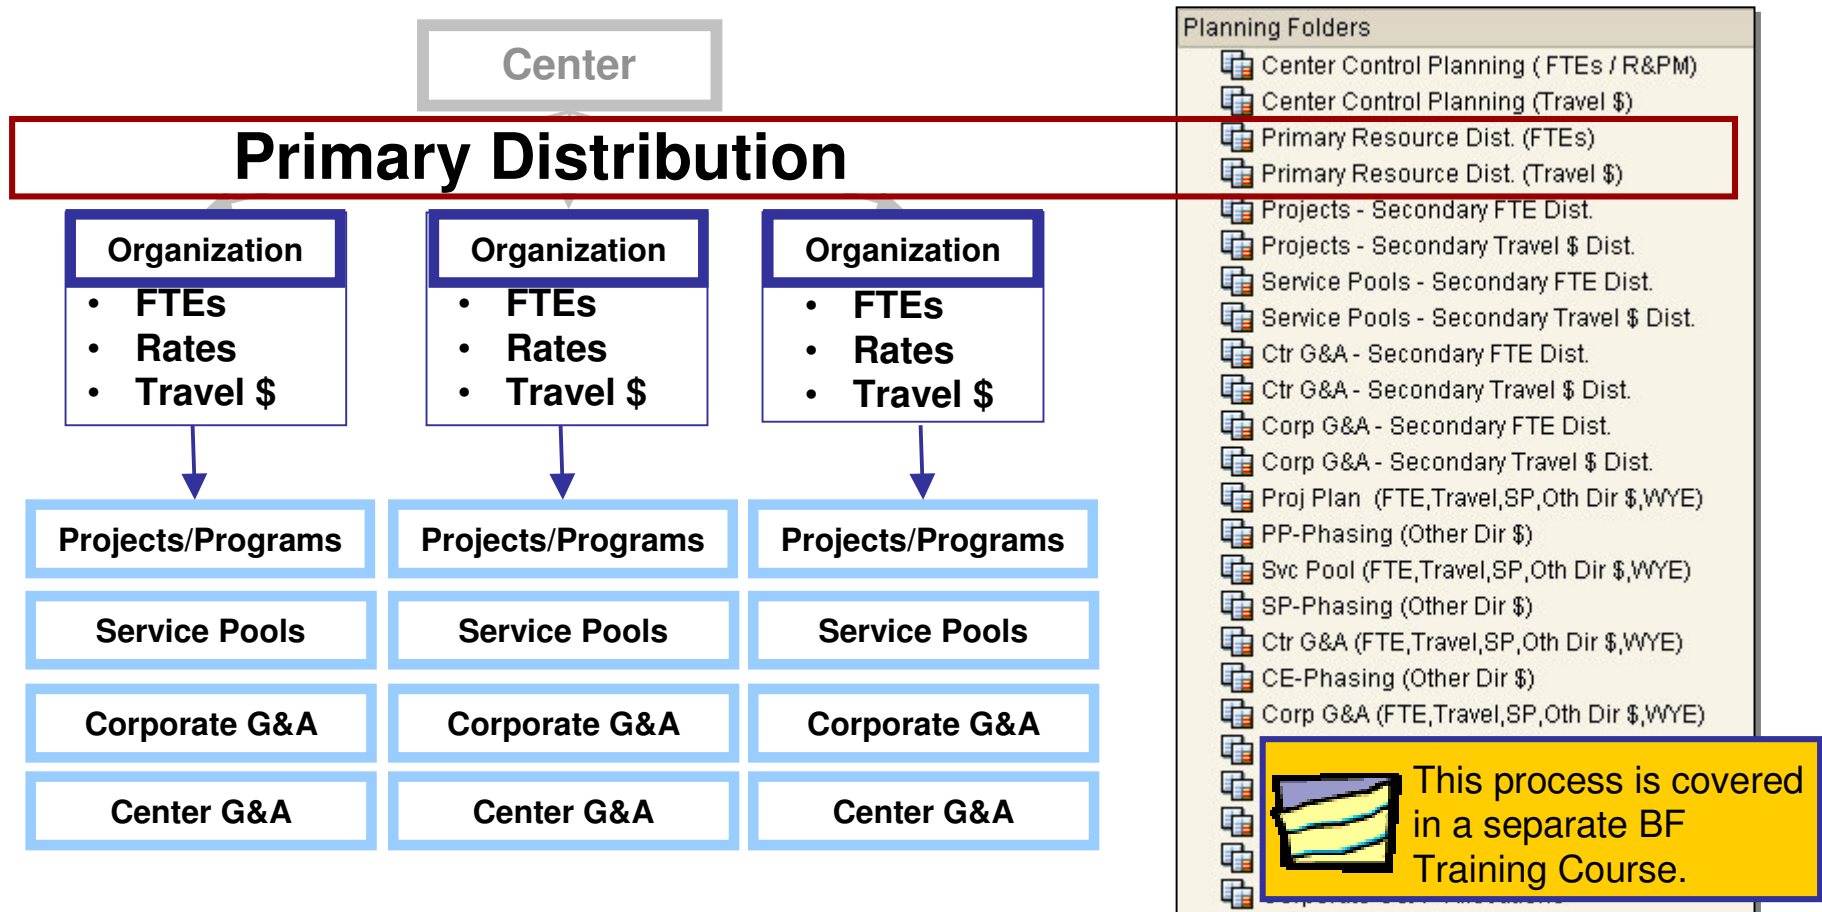 Center
Primary Distribution
Organization
• FTEs
• Rates
• Travel $
Organization
• FTEs
• Rates
• Travel $
Organization
• FTEs
• Rates
• Travel $
Projects/Programs
Projects/Programs
Projects/Programs
Service Pools
Service Pools
Service Pools
Corporate G&A
Corporate G&A
Corporate G&A
Center G&A
Center G&A
Center G&A
Planning Folders
Center Control Planning ( FTEs / R&PM)
Center Control Planning (Travel $)
Primary Resource Dist. (FTEs)
Primary Resource Dist. (Travel $)
Projects - Secondary FTE Dist.
Projects - Secondary Travel $ Dist.
Service Pools - Secondary FTE Dist.
Service Pools - Secondary Travel $ Dist.
Ctr G&A - Secondary FTE Dist.
Ctr G&A - Secondary Travel $ Dist.
Corp G&A - Secondary FTE Dist.
Corp G&A - Secondary Travel $ Dist.
Proj Plan (FTE,Travel,SP,Oth Dir $,WYE)
PP-Phasing (Other Dir $)
Svc Pool (FTE,Travel,SP,Oth Dir $,WYE)
SP-Phasing (Other Dir $)
Ctr G&A (FTE,Travel,SP,Oth Dir $,WYE)
CE-Phasing (Other Dir $)
Corp G&A (FTE,Travel,SP,Oth Dir $,WYE)
This process is covered
in a separate BF
Training Course.